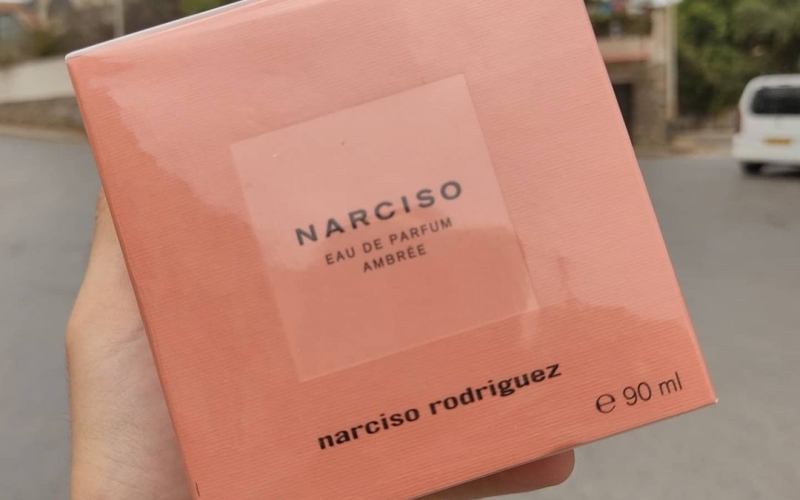 NARCISO
EAU DE PARFUM
AMBRÉE
narciso rodriguez
℮ 90 ml